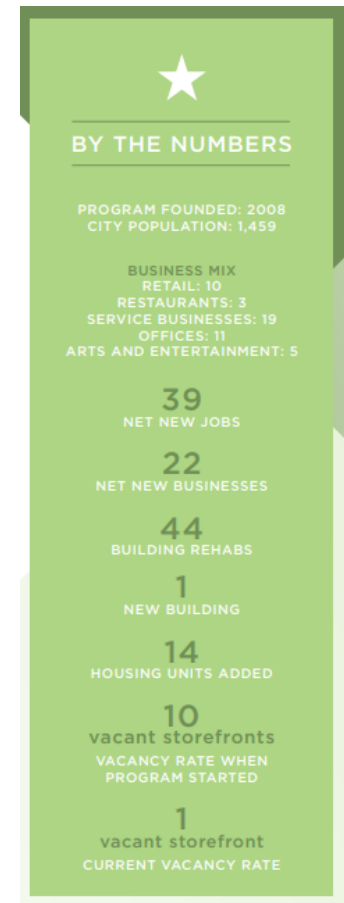 BY THE NUMBERS
PROGRAM FOUNDED: 2008
CITY POPULATION: 1,459
BUSINESS MIX
RETAIL: 10
RESTAURANTS: 3
SERVICE BUSINESSES: 19
OFFICES: 11
ARTS AND ENTERTAINMENT: 5
39
NET NEW JOBS
22
NET NEW BUSINESSES
44
BUILDING REHABS
1
NEW BUILDING
14
HOUSING UNITS ADDED
10
vacant storefronts
VACANCY RATE WHEN
PROGRAM STARTED
1
vacant storefront
CURRENT VACANCY RATE